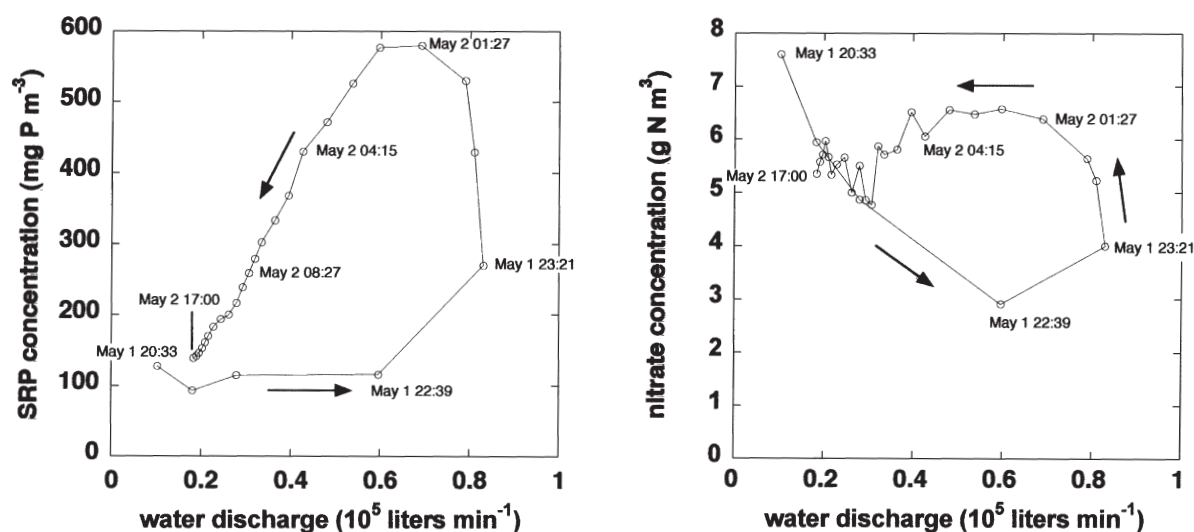 600
500
400
300
200
100
0
SRP concentration (mg P m⁻³)
May 2 01:27
May 2 04:15
May 2 08:27
May 2 17:00
May 1 20:33
May 1 22:39
May 1 23:21
0 0.2 0.4 0.6 0.8 1
water discharge (10⁵ liters min⁻¹)
8
7
6
5
4
3
2
1
0
nitrate concentration (g N m³)
May 1 20:33
May 2 01:27
May 2 04:15
May 2 17:00
May 1 23:21
May 1 22:39
0 0.2 0.4 0.6 0.8 1
water discharge (10⁵ liters min⁻¹)